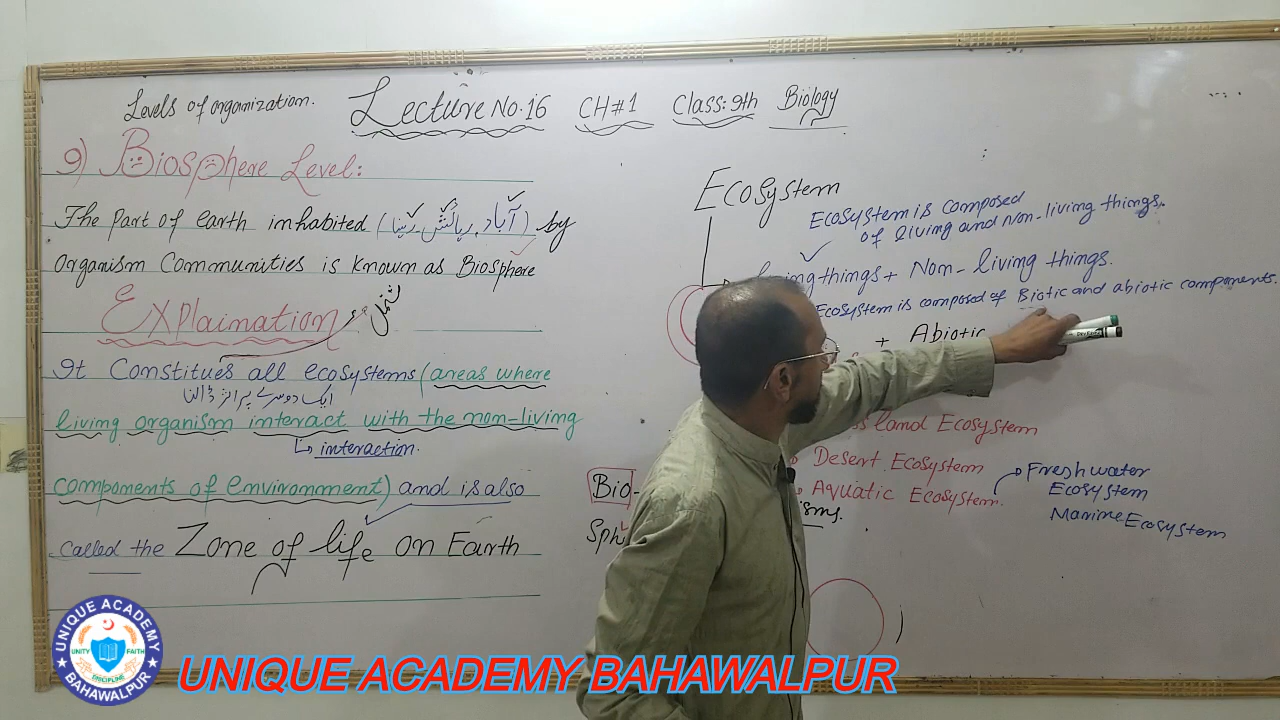 Levels of organization.
Lecture No.16 CH#1 Class:9th Biology
9) Biosphere Level:
The Part of earth inhabited (آباد, رہائش, رہنا) by
Organism Communities is known as Biosphere
Explaination
شامل
It Constitues all ecosystems (areas where
ایک دوسرے پر اثر ڈالنا
living organism interact with the non-living
interaction.
components of environment) and is also
called the Zone of life on Earth
Ecosystem
Ecosystem is composed
of living and non-living things.
things + Non-living things.
Ecosystem is composed of Biotic and abiotic components.
+ Abiotic
land Ecosystem
Desert Ecosystem
Aquatic Ecosystem.
Freshwater
Ecosystem
Marine Ecosystem
Bio-
Sph
isms.
UNIQUE ACADEMY
UNITY FAITH
DISCIPLINE
BAHAWALPUR
UNIQUE ACADEMY BAHAWALPUR